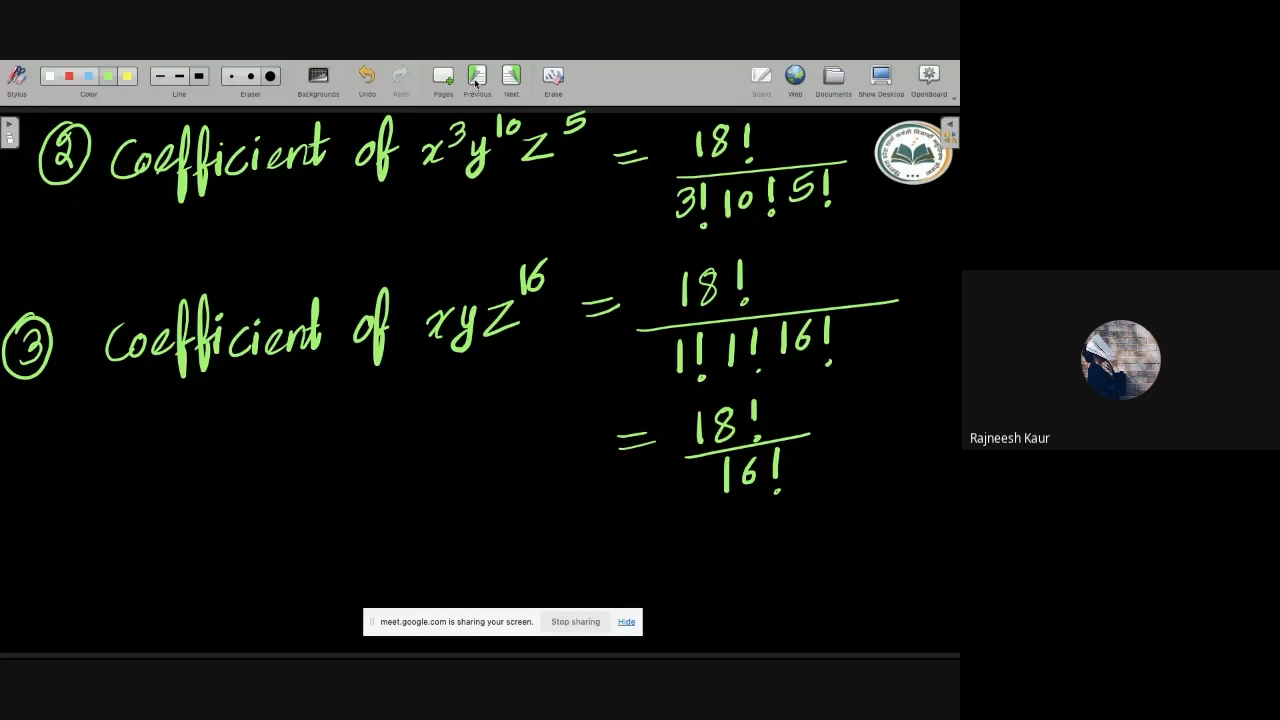 Stylus Color Line Eraser Backgrounds Undo Redo Pages Previous Next Erase Board Web Documents Show Desktop OpenBoard
② Coefficient of x³y¹⁰z⁵ = 18! / 3! 10! 5!
③ Coefficient of xyz¹⁶ = 18! / 1! 1! 16!
= 18! / 16!
Rajneesh Kaur
meet.google.com is sharing your screen. Stop sharing Hide